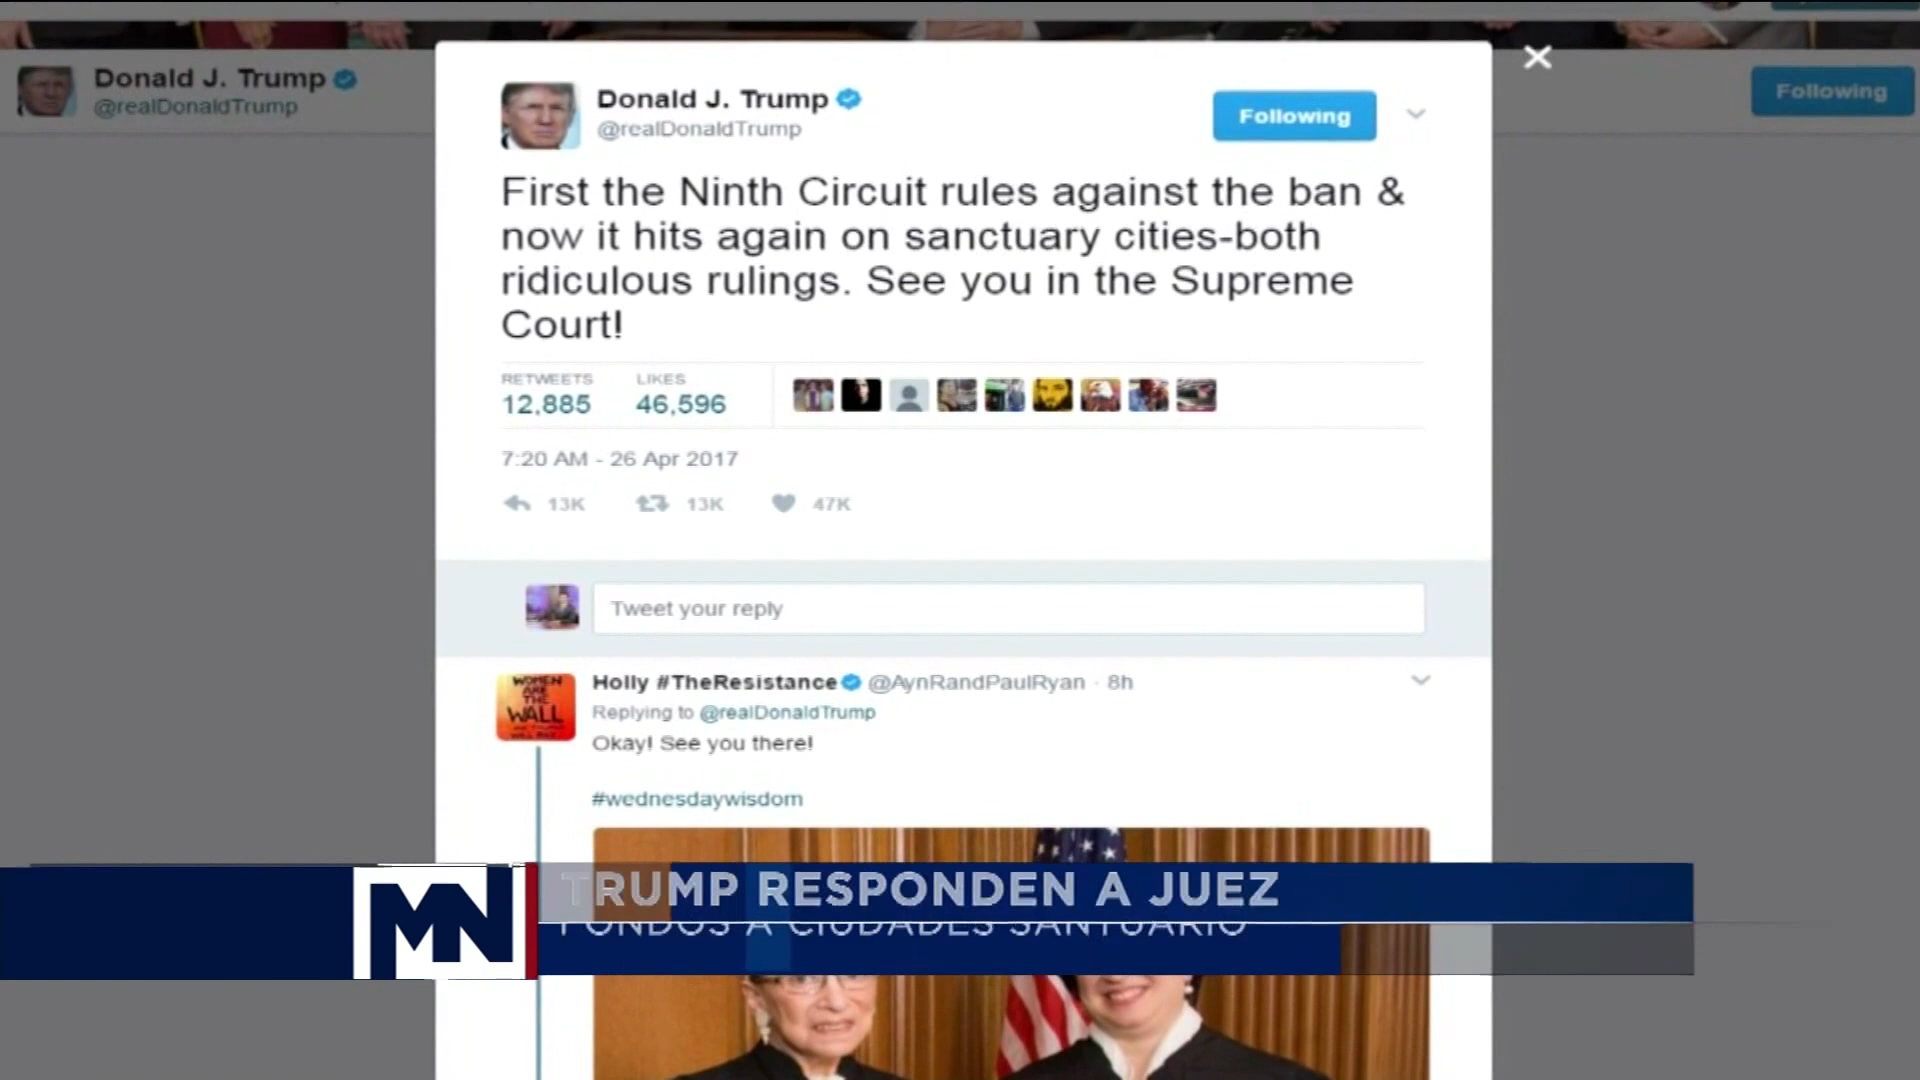 Donald J. Trump
@realDonaldTrump
Following
Donald J. Trump
@realDonaldTrump
Following
First the Ninth Circuit rules against the ban &
now it hits again on sanctuary cities-both
ridiculous rulings. See you in the Supreme
Court!
RETWEETS LIKES
12,885 46,596
7:20 AM - 26 Apr 2017
13K 13K 47K
Tweet your reply
WOMEN
ARE
THE
WALL
Holly #TheResistance @AynRandPaulRyan · 8h
Replying to @realDonaldTrump
Okay! See you there!
#wednesdaywisdom
MN
TRUMP RESPONDEN A JUEZ
FONDOS A CIUDADES SANTUARIO